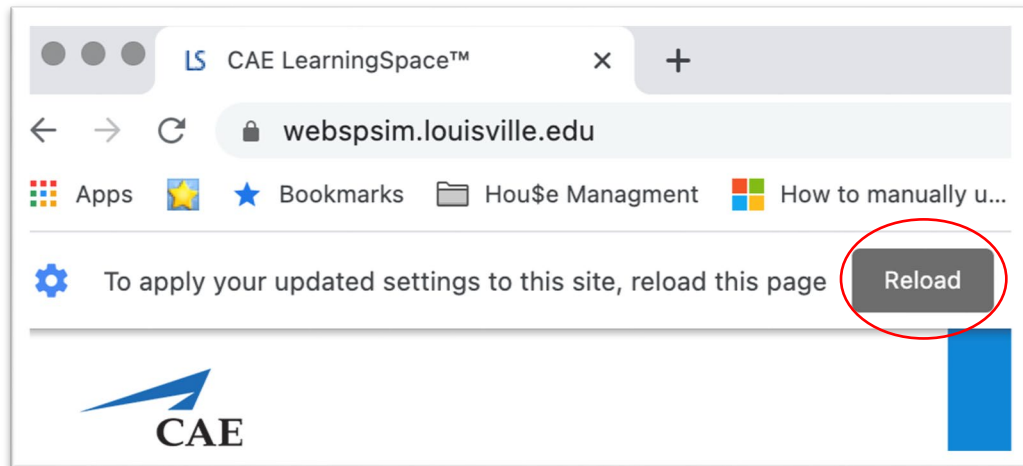 LS CAE LearningSpace™
webspsim.louisville.edu
Apps Bookmarks Hou$e Managment How to manually u...
To apply your updated settings to this site, reload this page Reload
CAE